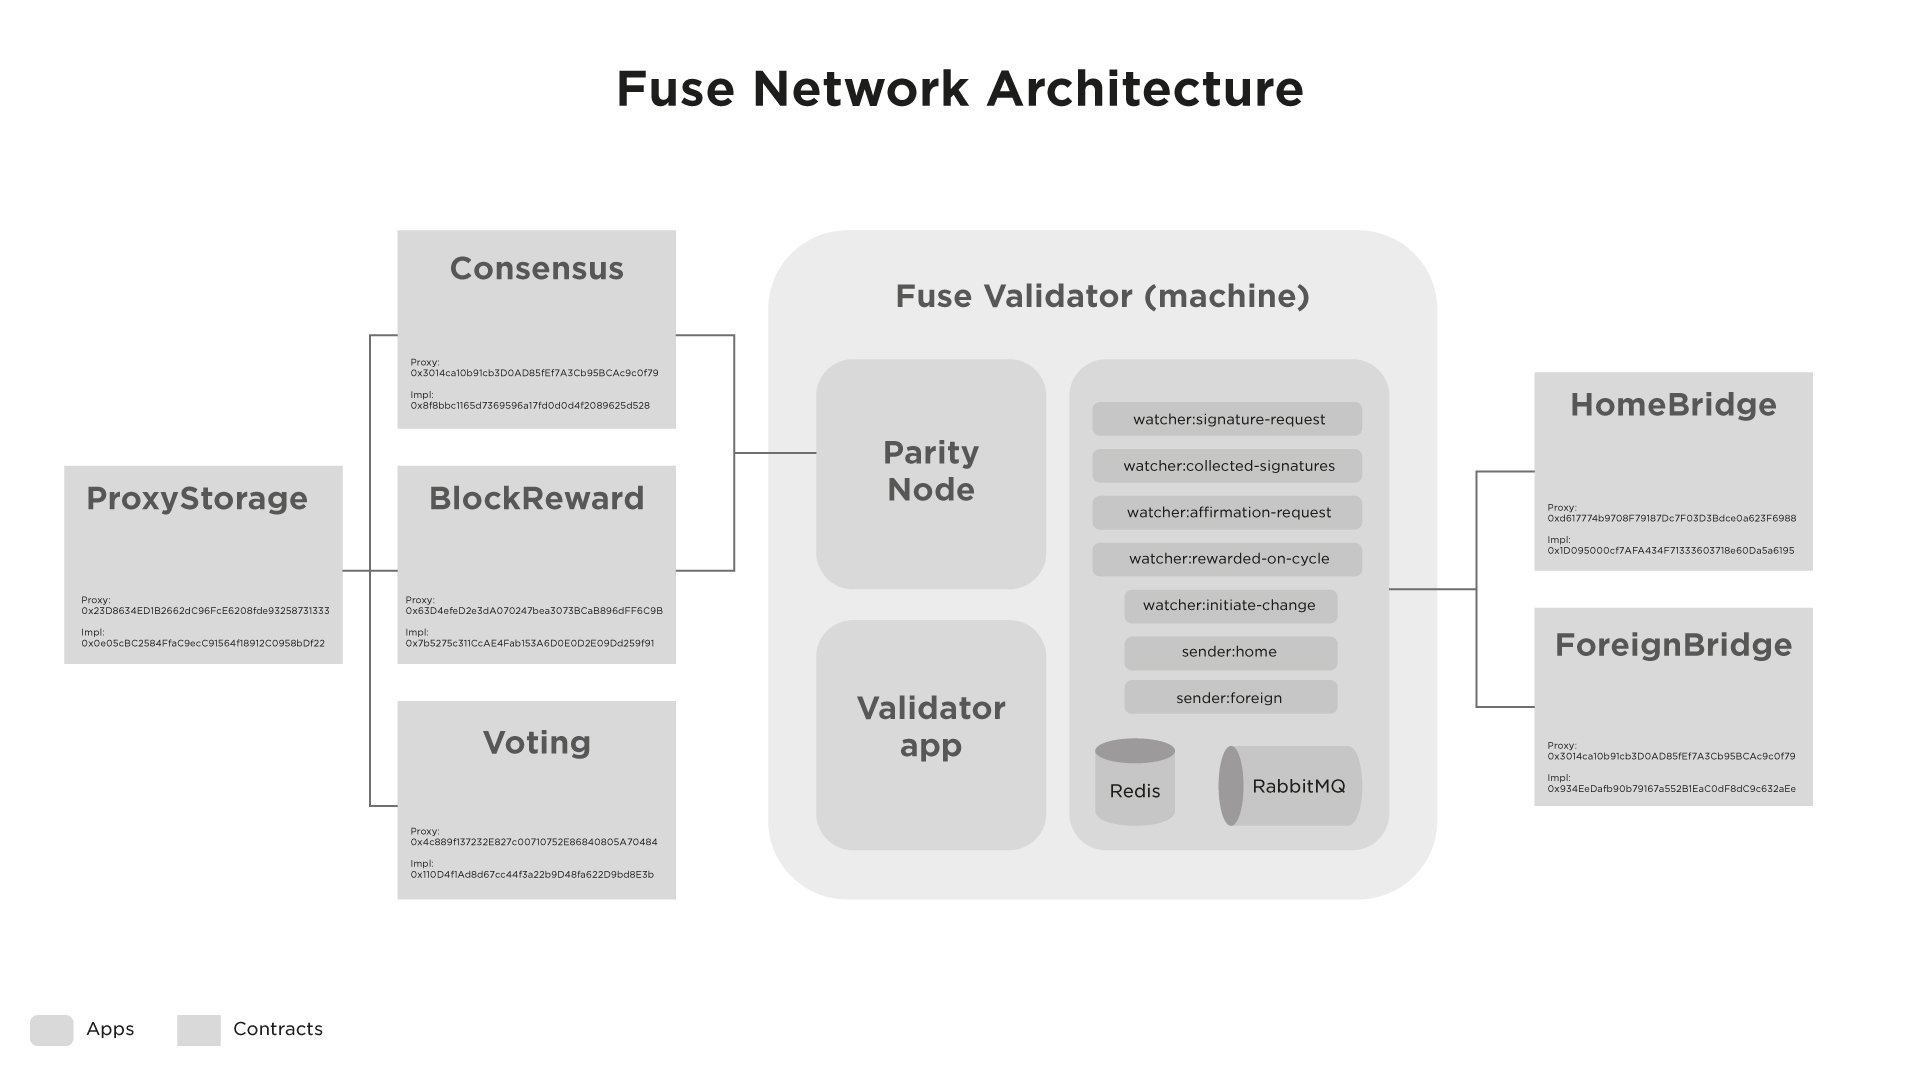 Fuse Network Architecture
ProxyStorage
Proxy:
0x23D8634ED1B2662dC96FcE6208fde93258731333
Impl:
0x0e05cBC2584FfaC9ecC91564f18912C0958bDf22
Consensus
Proxy:
0x3014ca10b91cb3D0AD85fEf7A3Cb95BCAc9c0f79
Impl:
0x8f8bbc1165d7369596a17fd0d0d4f2089625d528
BlockReward
Proxy:
0x63D4efeD2e3dA070247bea3073BCaB896dFF6C9B
Impl:
0x7b5275c311CcAE4Fab153A6D0E0D2E09Dd259f91
Voting
Proxy:
0x4c889f137232E827c00710752E86840805A70484
Impl:
0x110D4f1Ad8d67cc44f3a22b9D48fa622D9bd8E3b
Fuse Validator (machine)
Parity
Node
Validator
app
watcher:signature-request
watcher:collected-signatures
watcher:affirmation-request
watcher:rewarded-on-cycle
watcher:initiate-change
sender:home
sender:foreign
Redis
RabbitMQ
HomeBridge
Proxy:
0xd617774b9708F79187Dc7F03D3Bdce0a623F6988
Impl:
0x1D095000cf7AFA434F71333603718e60Da5a6195
ForeignBridge
Proxy:
0x3014ca10b91cb3D0AD85fEf7A3Cb95BCAc9c0f79
Impl:
0x934EeDafb90b79167a552B1EaC0dF8dC9c632aEe
Apps
Contracts